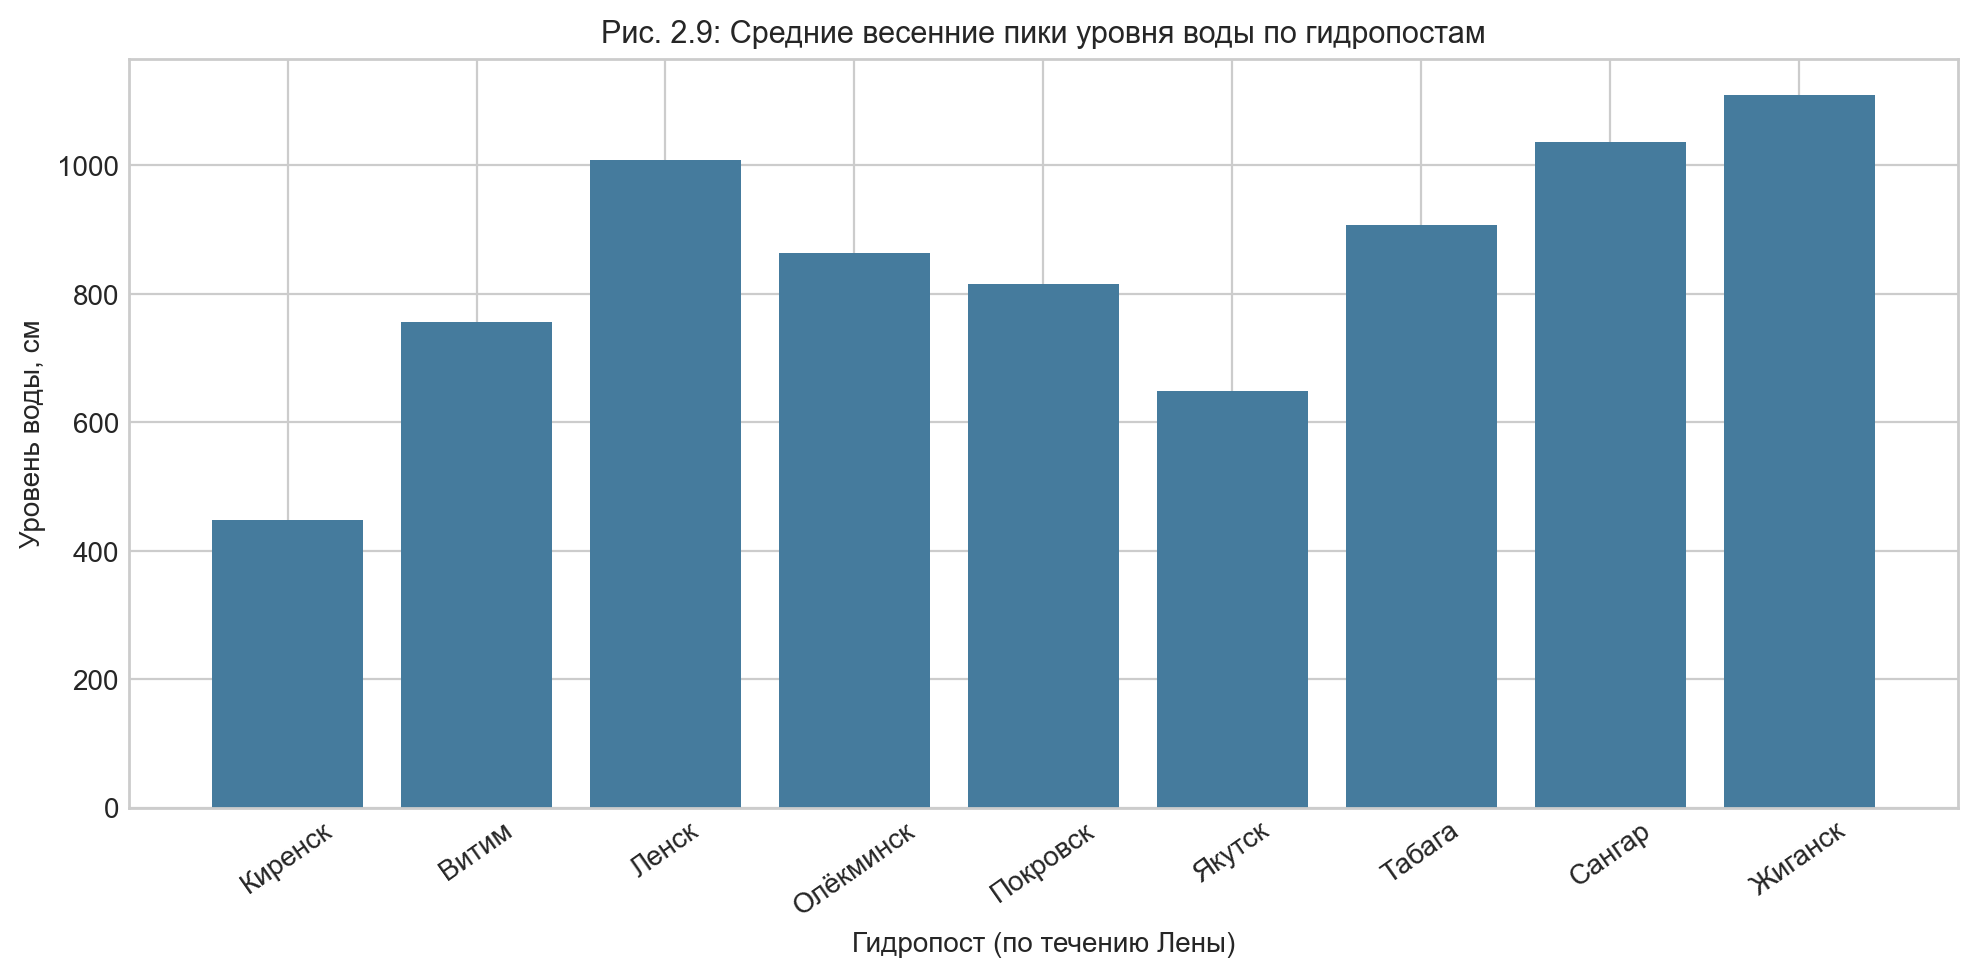 Рис. 2.9: Средние весенние пики уровня воды по гидропостам
Уровень воды, см
1000
800
600
400
200
0
Киренск
Витим
Ленск
Олёкминск
Покровск
Якутск
Табага
Сангар
Жиганск
Гидропост (по течению Лены)